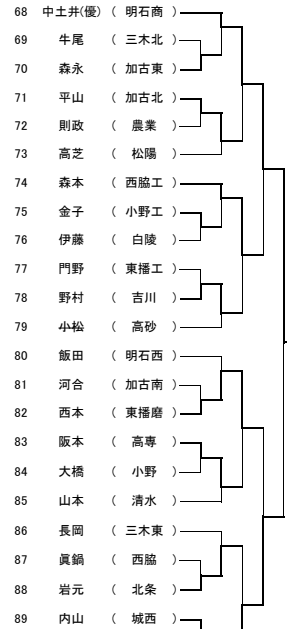 68 中土井(優) ( 明石商 )
69 牛尾 ( 三木北 )
70 森永 ( 加古東 )
71 平山 ( 加古北 )
72 則政 ( 農業 )
73 高芝 ( 松陽 )
74 森本 ( 西脇工 )
75 金子 ( 小野工 )
76 伊藤 ( 白陵 )
77 門野 ( 東播工 )
78 野村 ( 吉川 )
79 小松 ( 高砂 )
80 飯田 ( 明石西 )
81 河合 ( 加古南 )
82 西本 ( 東播磨 )
83 阪本 ( 高専 )
84 大橋 ( 小野 )
85 山本 ( 清水 )
86 長岡 ( 三木東 )
87 眞鍋 ( 西脇 )
88 岩元 ( 北条 )
89 内山 ( 城西 )